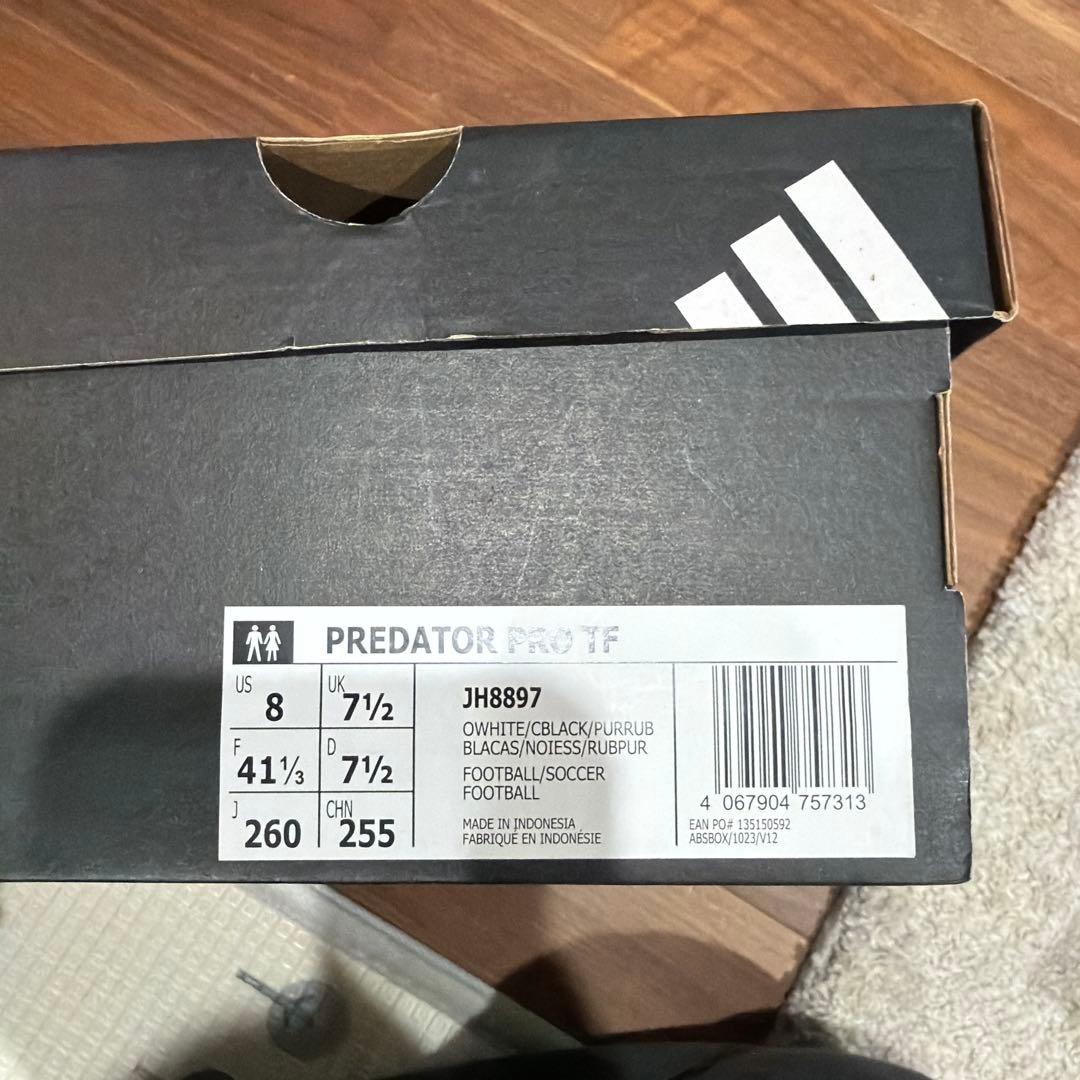 PREDATOR PRO TF
US 8
UK 7½
F 41⅓
D 7½
J 260
CHN 255
JH8897
OWHITE/CBLACK/PURRUB
BLACAS/NOIESS/RUBPUR
FOOTBALL/SOCCER
FOOTBALL
MADE IN INDONESIA
FABRIQUÉ EN INDONÉSIE
4 067904 757313
EAN PO# 135150592
ABSBOX/1023/V12